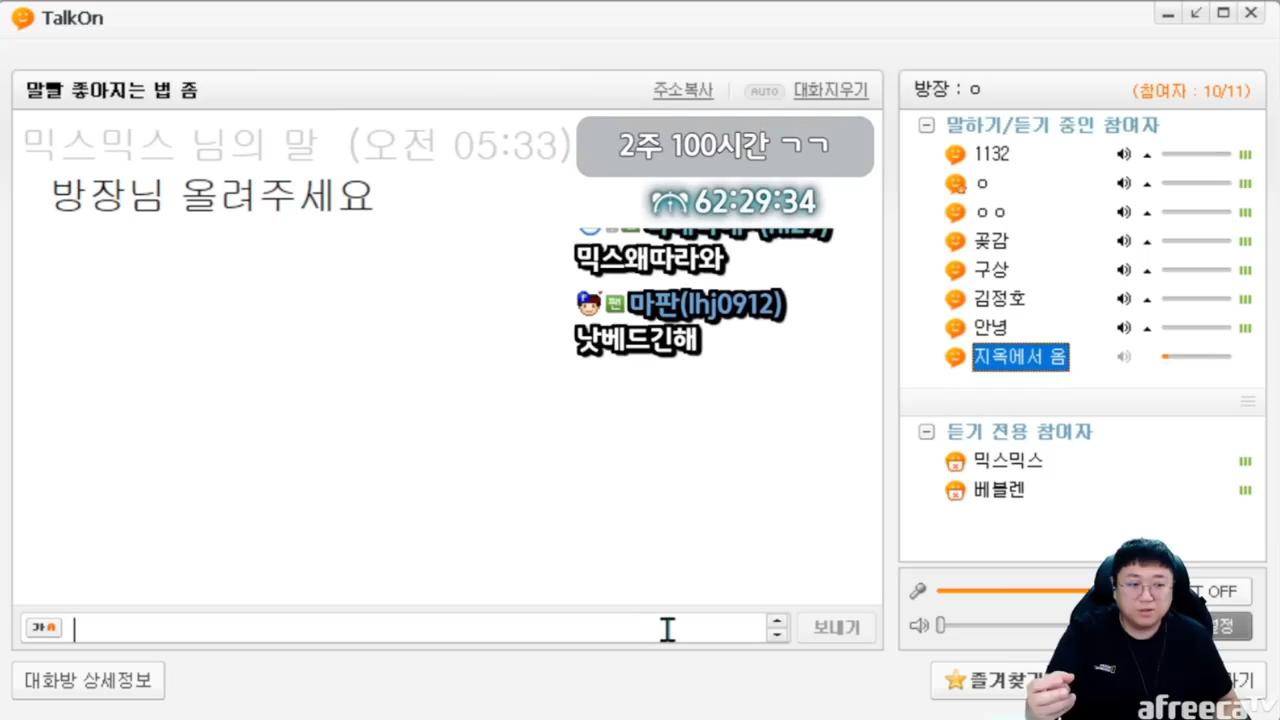 TalkOn
말빨 좋아지는 법 좀
주소복사
AUTO
대화지우기
믹스믹스 님의 말 (오전 05:33)
방장님 올려주세요
2주 100시간 ㄱㄱ
62:29:34
믹스왜따라와
팬 마판(lhj0912)
낫베드긴해
가가
보내기
대화방 상세정보
방장 : o
(참여자 : 10/11)
말하기/듣기 중인 참여자
1132
o
o o
곶감
구상
김정호
안녕
지옥에서 옴
듣기 전용 참여자
믹스믹스
베블렌
OFF
설정
즐겨찾기
afreecaTV